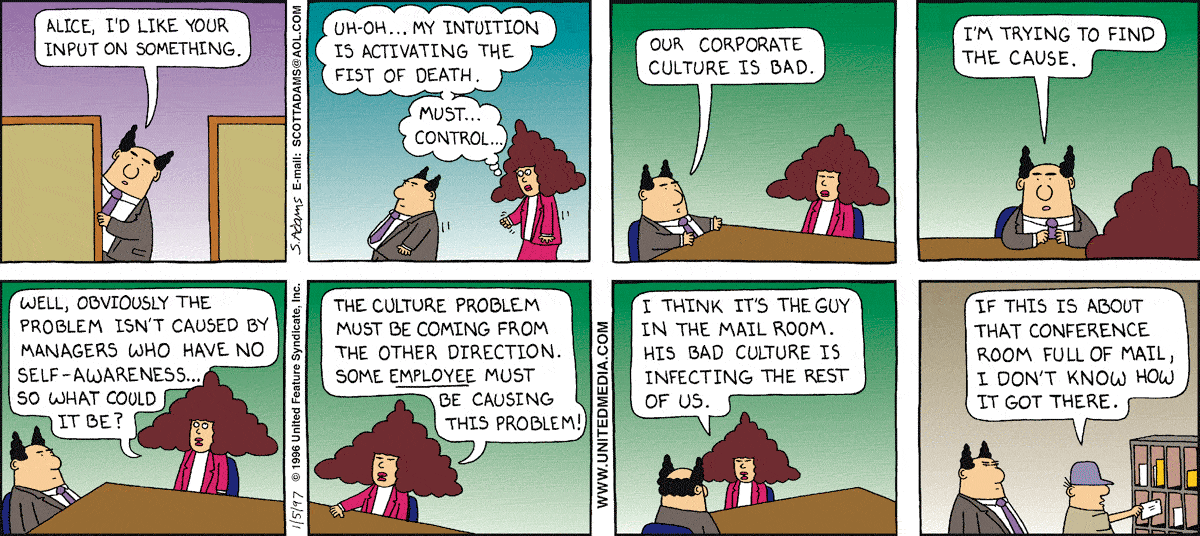 ALICE, I'D LIKE YOUR
INPUT ON SOMETHING.
S.Adams E-mail: SCOTTADAMS@AOL.COM
UH-OH... MY INTUITION
IS ACTIVATING THE
FIST OF DEATH.
MUST...
CONTROL...
OUR CORPORATE
CULTURE IS BAD.
I'M TRYING TO FIND
THE CAUSE.
WELL, OBVIOUSLY THE
PROBLEM ISN'T CAUSED BY
MANAGERS WHO HAVE NO
SELF-AWARENESS...
SO WHAT COULD
IT BE?
1/5/97 © 1996 United Feature Syndicate, Inc.
THE CULTURE PROBLEM
MUST BE COMING FROM
THE OTHER DIRECTION.
SOME EMPLOYEE MUST
BE CAUSING
THIS PROBLEM!
WWW.UNITEDMEDIA.COM
I THINK IT'S THE GUY
IN THE MAIL ROOM.
HIS BAD CULTURE IS
INFECTING THE REST
OF US.
IF THIS IS ABOUT
THAT CONFERENCE
ROOM FULL OF MAIL,
I DON'T KNOW HOW
IT GOT THERE.